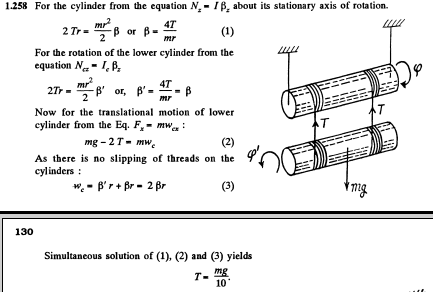 1.258 For the cylinder from the equation N_z = I β_z about its stationary axis of rotation.
2 Tr = mr²/2 β or β = 4T/mr (1)
For the rotation of the lower cylinder from the
equation N_cz = I_c β_z
2Tr = mr²/2 β' or, β' = 4T/mr = β
Now for the translational motion of lower
cylinder from the Eq. F_x = mw_cx :
mg - 2 T = mw_c (2)
As there is no slipping of threads on the
cylinders :
w_c = β' r + βr = 2 βr (3)
φ
T
T
φ'
mg
130
Simultaneous solution of (1), (2) and (3) yields
T = mg/10.